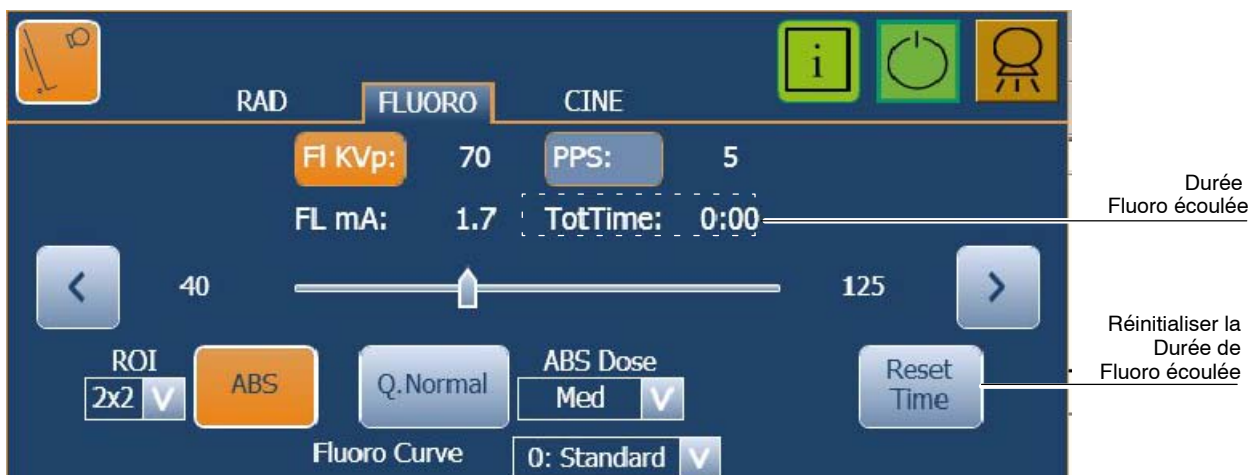 i
RAD FLUORO CINE
Fl KVp: 70 PPS: 5
FL mA: 1.7 TotTime: 0:00
Durée
Fluoro écoulée
40 125
ROI
2x2
ABS
Q.Normal
ABS Dose
Med
Reset
Time
Réinitialiser la
Durée de
Fluoro écoulée
Fluoro Curve 0: Standard